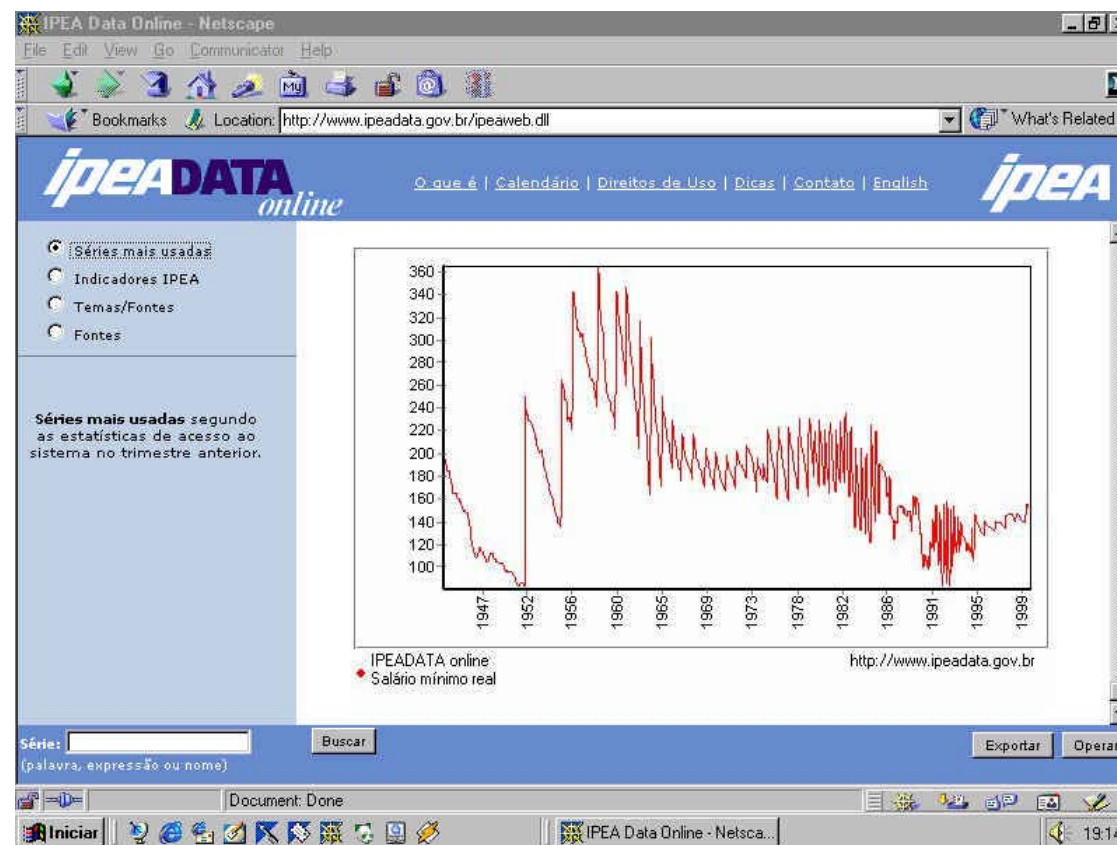 IPEA Data Online - Netscape
File Edit View Go Communicator Help
My
Bookmarks Location: http://www.ipeadata.gov.br/ipeaweb.dll What's Related
ipeaDATA online
O que é | Calendário | Direitos de Uso | Dicas | Contato | English
ipea
Séries mais usadas
Indicadores IPEA
Temas/Fontes
Fontes
Séries mais usadas segundo
as estatísticas de acesso ao
sistema no trimestre anterior.
360
340
320
300
280
260
240
220
200
180
160
140
120
100
1947 1952 1956 1960 1965 1969 1973 1978 1982 1986 1991 1995 1999
IPEADATA online
Salário mínimo real
http://www.ipeadata.gov.br
Série:
(palavra, expressão ou nome)
Buscar
Exportar
Operar
Document: Done
Iniciar
IPEA Data Online - Netsca...
19:14